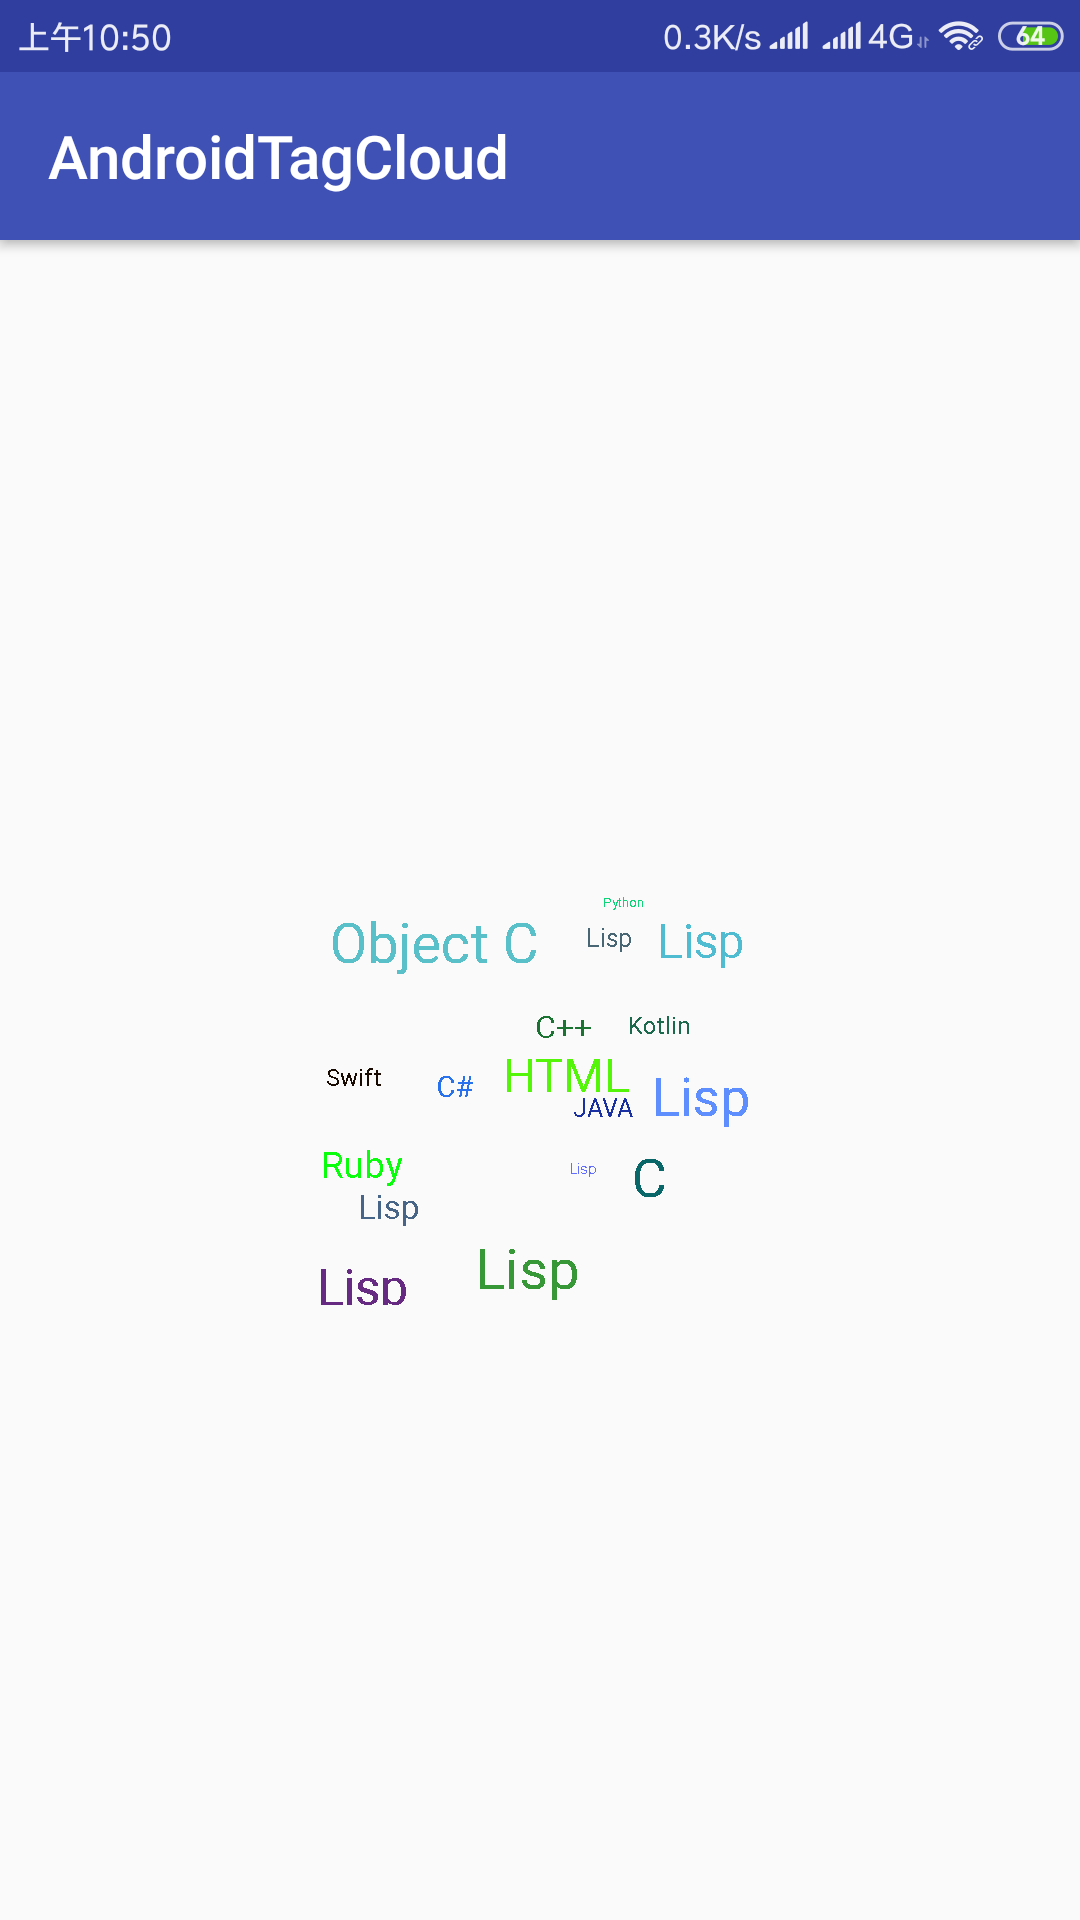 上午10:50 0.3K/s 4G 64
AndroidTagCloud
Python
Object C Lisp Lisp
C++ Kotlin
Swift C# HTML Lisp
JAVA
Ruby Lisp C
Lisp
Lisp Lisp